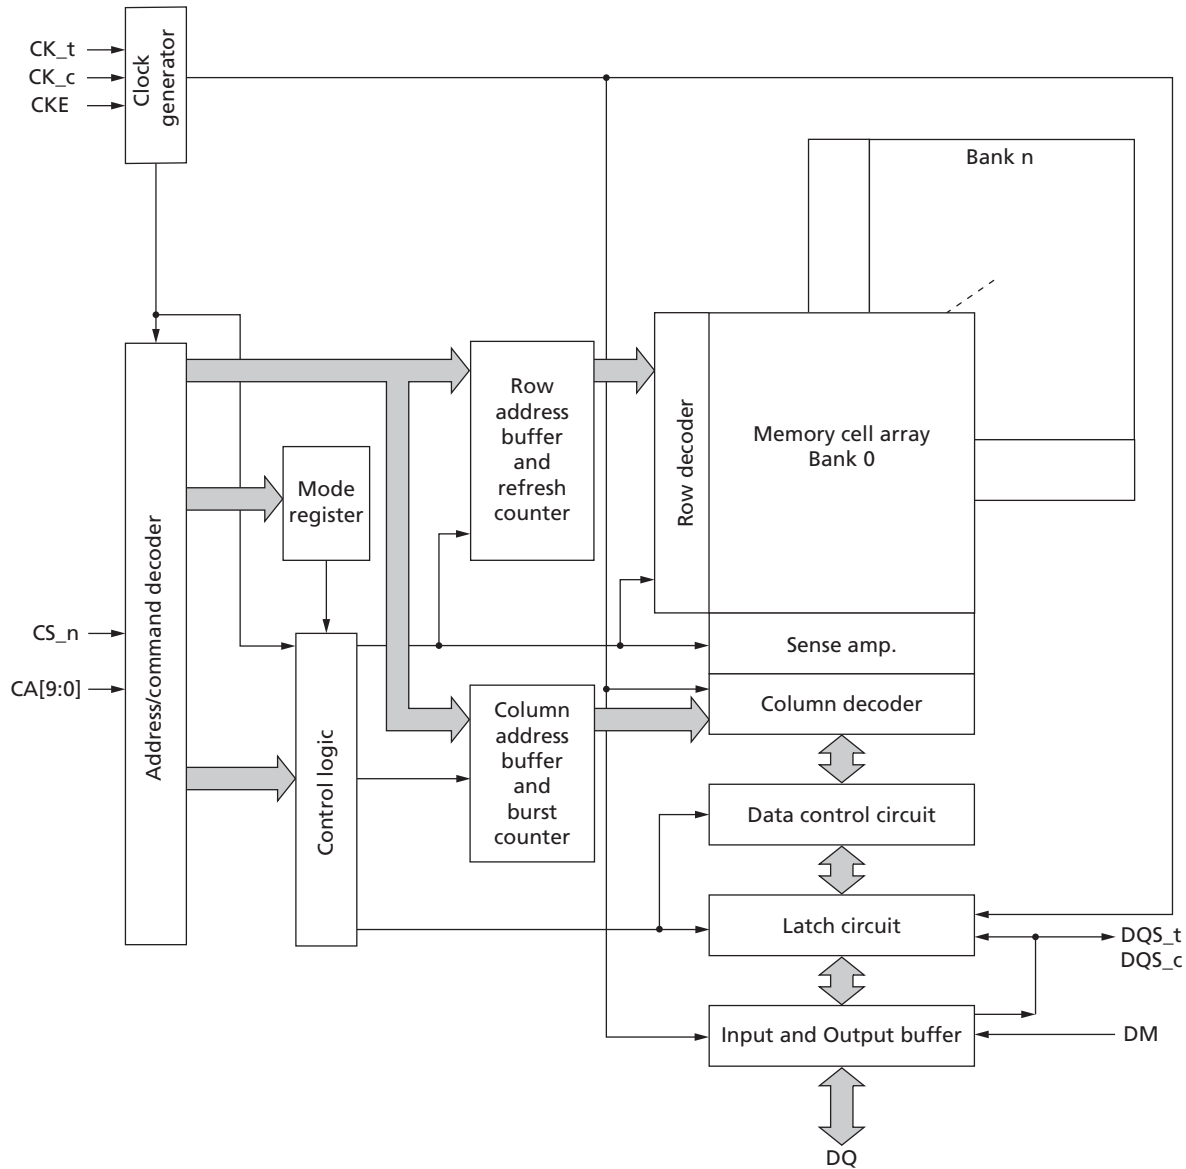 CK_t
CK_c
CKE
Clock
generator
Bank n
Row
address
buffer
and
refresh
counter
Row decoder
Memory cell array
Bank 0
Mode
register
Address/command decoder
CS_n
CA[9:0]
Sense amp.
Column decoder
Control logic
Column
address
buffer
and
burst
counter
Data control circuit
Latch circuit
DQS_t
DQS_c
Input and Output buffer
DM
DQ